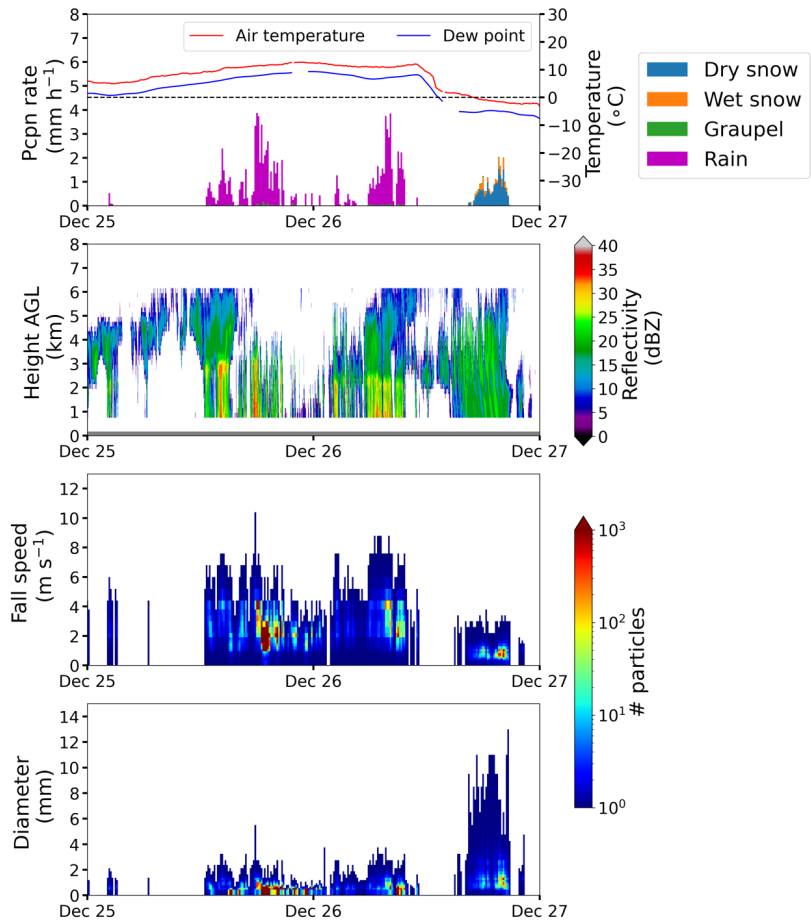 Air temperature Dew point
Pcpn rate
(mm h⁻¹)
8
7
6
5
4
3
2
1
0
30
20
10
0
−10
−20
−30
Temperature
(∘C)
Dec 25 Dec 26 Dec 27
Dry snow
Wet snow
Graupel
Rain
Height AGL
(km)
8
7
6
5
4
3
2
1
0
Dec 25 Dec 26 Dec 27
40
35
30
25
20
15
10
5
0
Reflectivity
(dBZ)
Fall speed
(m s⁻¹)
12
10
8
6
4
2
0
Dec 25 Dec 26 Dec 27
Diameter
(mm)
14
12
10
8
6
4
2
0
Dec 25 Dec 26 Dec 27
10³
10²
10¹
10⁰
# particles